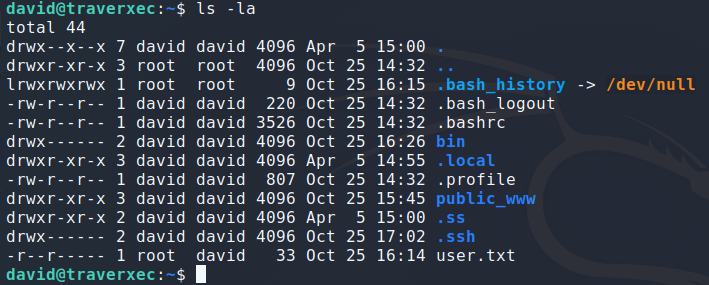 david@traverxec:~$ ls -la
total 44
drwx--x--x 7 david david 4096 Apr  5 15:00 .
drwxr-xr-x 3 root  root  4096 Oct 25 14:32 ..
lrwxrwxrwx 1 root  root     9 Oct 25 16:15 .bash_history -> /dev/null
-rw-r--r-- 1 david david  220 Oct 25 14:32 .bash_logout
-rw-r--r-- 1 david david 3526 Oct 25 14:32 .bashrc
drwx------ 2 david david 4096 Oct 25 16:26 bin
drwxr-xr-x 3 david david 4096 Apr  5 14:55 .local
-rw-r--r-- 1 david david  807 Oct 25 14:32 .profile
drwxr-xr-x 3 david david 4096 Oct 25 15:45 public_www
drwxr-xr-x 2 david david 4096 Apr  5 15:00 .ss
drwx------ 2 david david 4096 Oct 25 17:02 .ssh
-r--r----- 1 root  david   33 Oct 25 16:14 user.txt
david@traverxec:~$